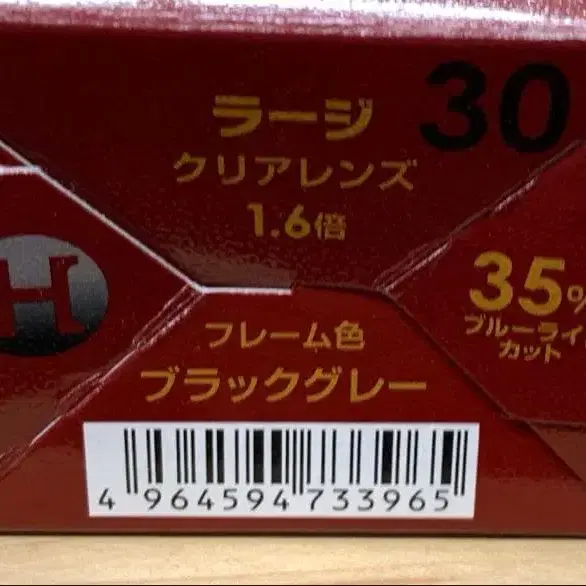 ラージ
30
クリアレンズ
1.6倍
H
35%
ブルーライ
カット
フレーム色
ブラックグレー
4 964594 733965